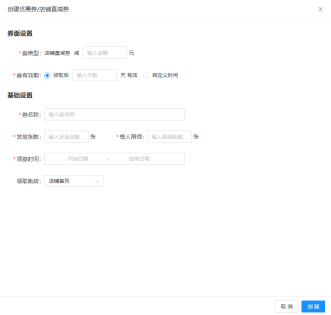 创建优惠券/店铺直减券
券面设置
* 券类型: 店铺直减券 减 输入金额 元
* 券有效期: 领取后 输入天数 天 有效 自定义时间
基础设置
* 券名称: 输入券名称
* 发放张数: 输入发放张数 张 * 每人限领: 输入限领张数 张
* 领券时间: 开始日期 ~ 结束日期
领取路径: 店铺首页
取 消 创 建